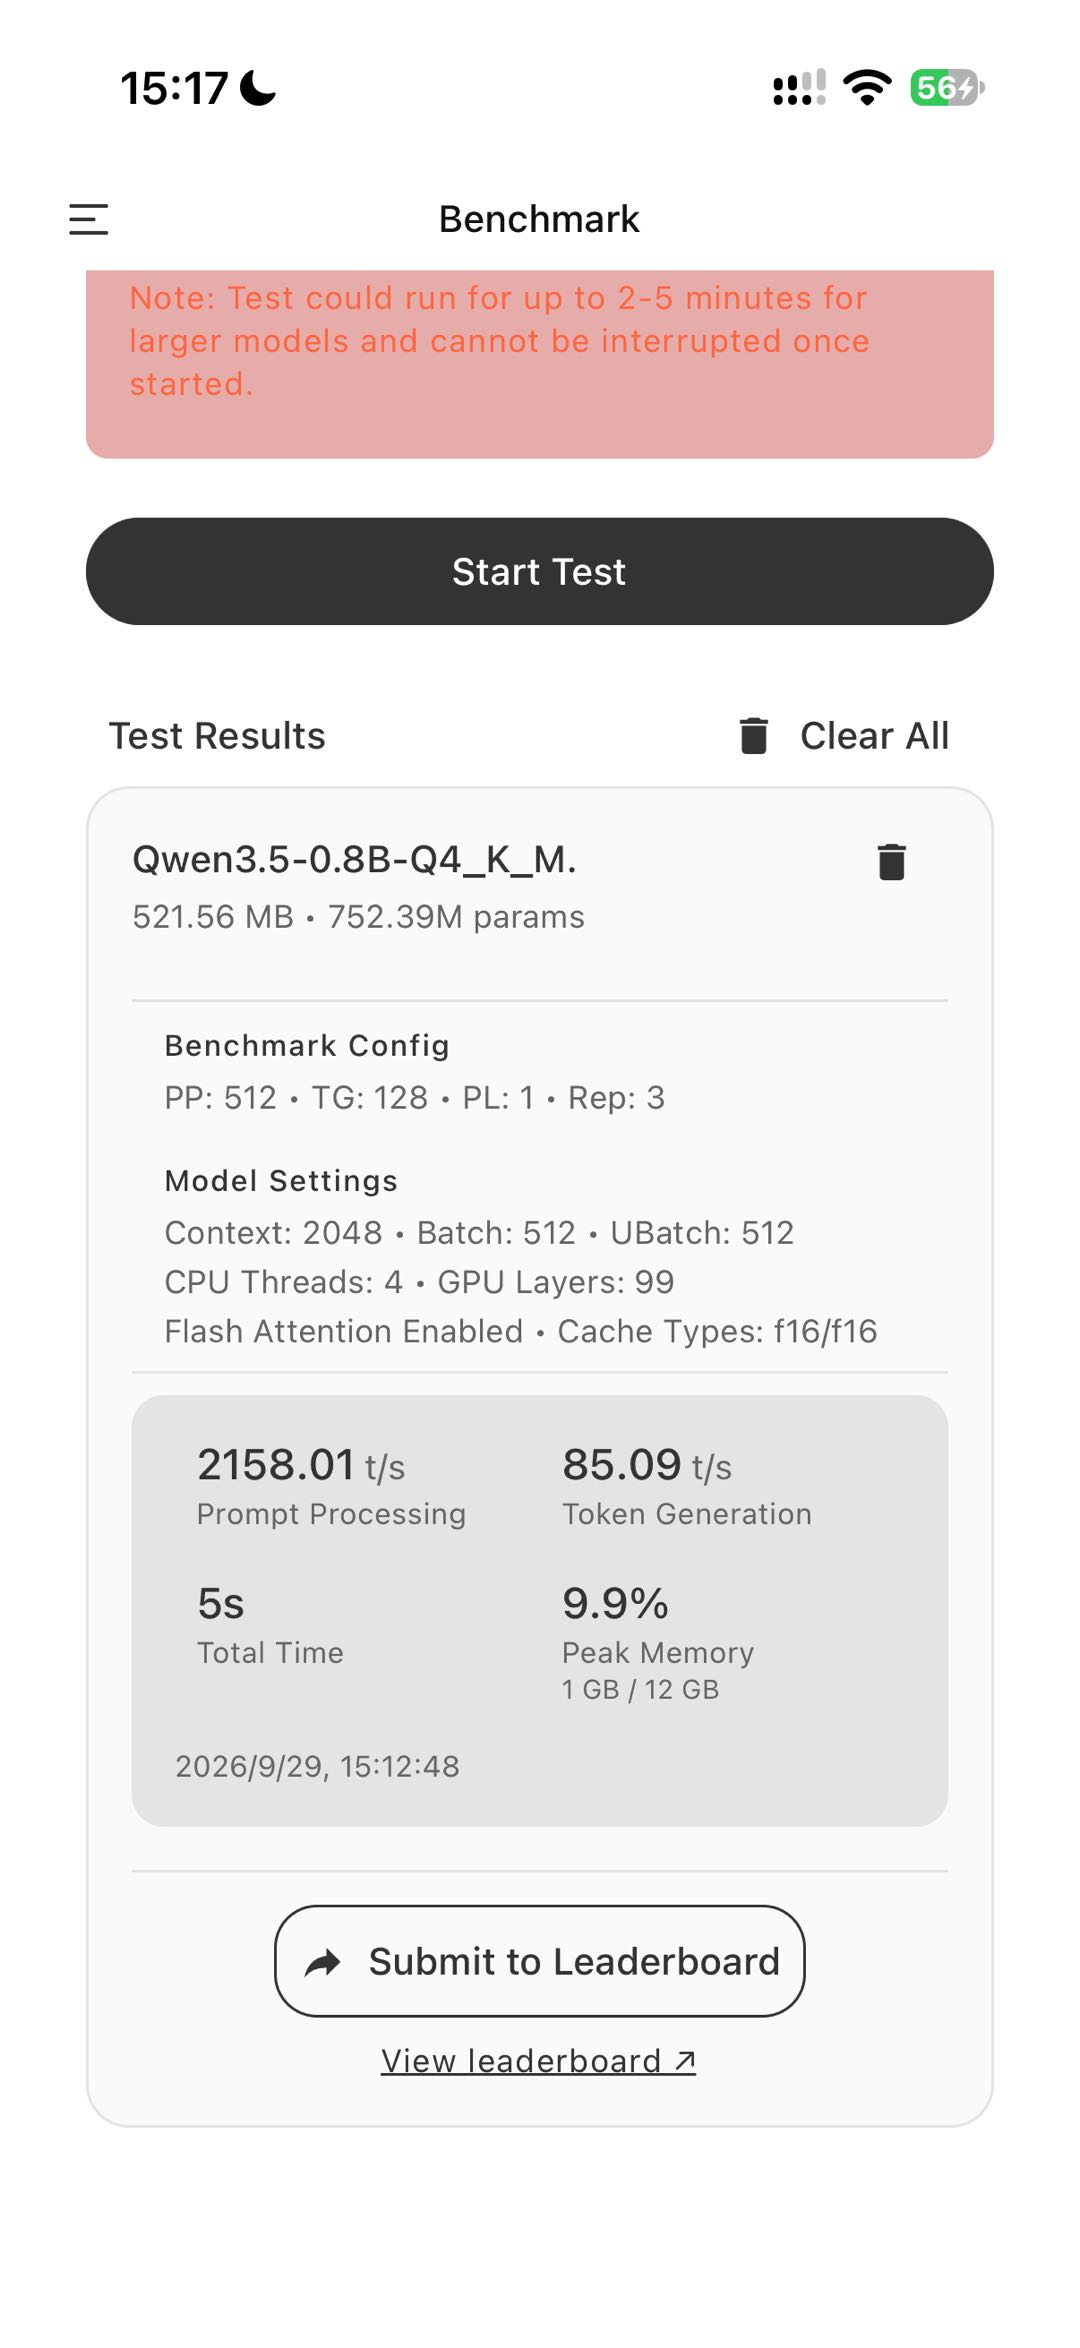 15:17
56
Benchmark
Note: Test could run for up to 2-5 minutes for
larger models and cannot be interrupted once
started.
Start Test
Test Results
Clear All
Qwen3.5-0.8B-Q4_K_M.
521.56 MB • 752.39M params
Benchmark Config
PP: 512 • TG: 128 • PL: 1 • Rep: 3
Model Settings
Context: 2048 • Batch: 512 • UBatch: 512
CPU Threads: 4 • GPU Layers: 99
Flash Attention Enabled • Cache Types: f16/f16
2158.01 t/s
Prompt Processing
85.09 t/s
Token Generation
5s
Total Time
9.9%
Peak Memory
1 GB / 12 GB
2026/9/29, 15:12:48
Submit to Leaderboard
View leaderboard ↗